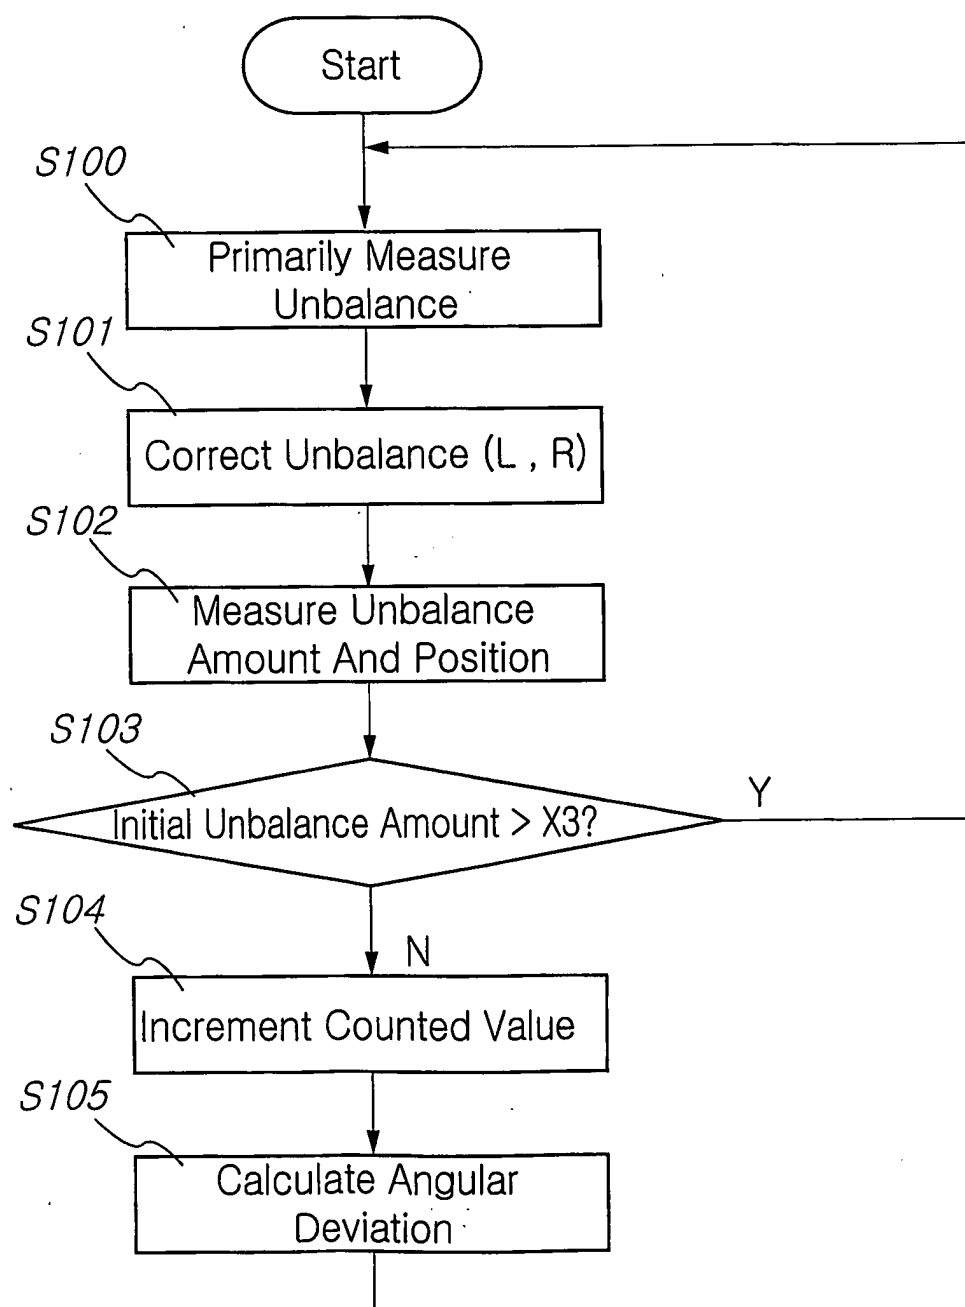 Start
S100
Primarily Measure
Unbalance
S101
Correct Unbalance (L , R)
S102
Measure Unbalance
Amount And Position
S103
Initial Unbalance Amount > X3?
Y
S104
N
Increment Counted Value
S105
Calculate Angular
Deviation